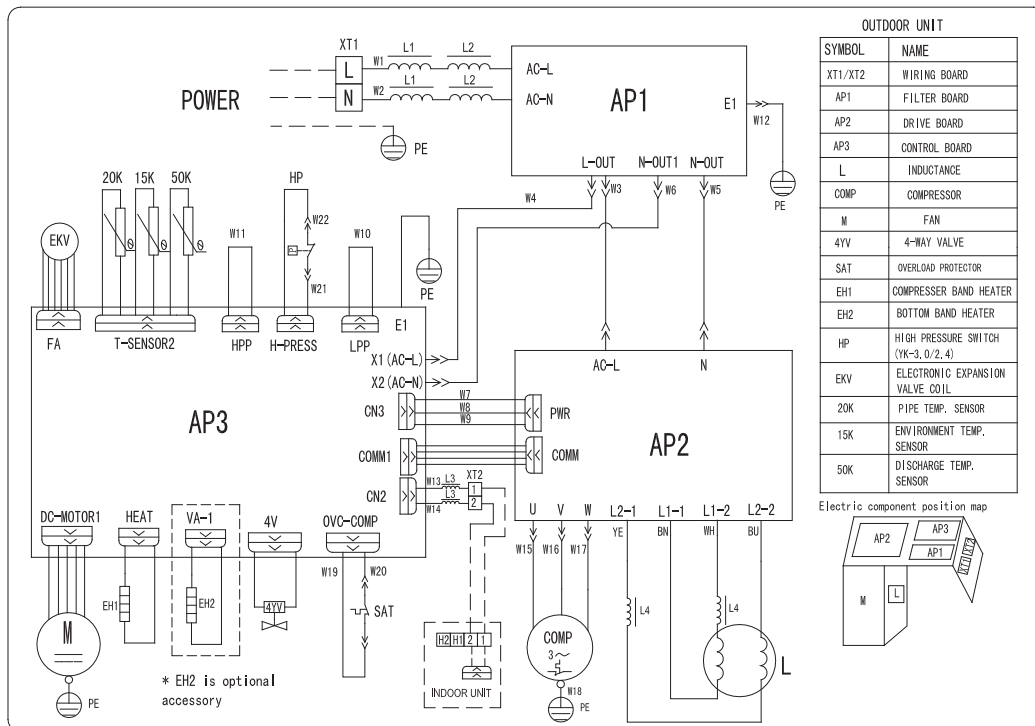 OUTDOOR UNIT
SYMBOL NAME
XT1/XT2 WIRING BOARD
AP1 FILTER BOARD
AP2 DRIVE BOARD
AP3 CONTROL BOARD
L INDUCTANCE
COMP COMPRESSOR
M FAN
4YV 4-WAY VALVE
SAT OVERLOAD PROTECTOR
EH1 COMPRESSER BAND HEATER
EH2 BOTTOM BAND HEATER
HP HIGH PRESSURE SWITCH
(YK-3.0/2.4)
EKV ELECTRONIC EXPANSION
VALVE COIL
20K PIPE TEMP. SENSOR
15K ENVIRONMENT TEMP.
SENSOR
50K DISCHARGE TEMP.
SENSOR
Electric component position map
AP2 AP3
AP1
XT1 XT2
M L
XT1
L W1 L1 L2 AC-L
N W2 L1 L2 AC-N
POWER
PE
AP1
E1
W12
PE
L-OUT N-OUT1 N-OUT
W4 W3 W6 W5
20K 15K 50K HP
θ θ θ
EKV
W11 P W22 W10
W21
PE
FA T-SENSOR2 HPP H-PRESS LPP E1
X1(AC-L)
X2(AC-N)
AP3
CN3 W7 PWR
W8
W9
COMM1 COMM
CN2 W13 L3 XT2
W14 L3 1
2
AC-L N
AP2
U V W L2-1 L1-1 L1-2 L2-2
W15 W16 W17 YE BN WH BU
DC-MOTOR1 HEAT VA-1 4V OVC-COMP
W19 W20
EH1 EH2 4YV SAT
M
PE
* EH2 is optional
accessory
H2 H1 2 1
INDOOR UNIT
COMP
3~
W18
PE
L4 L4
L